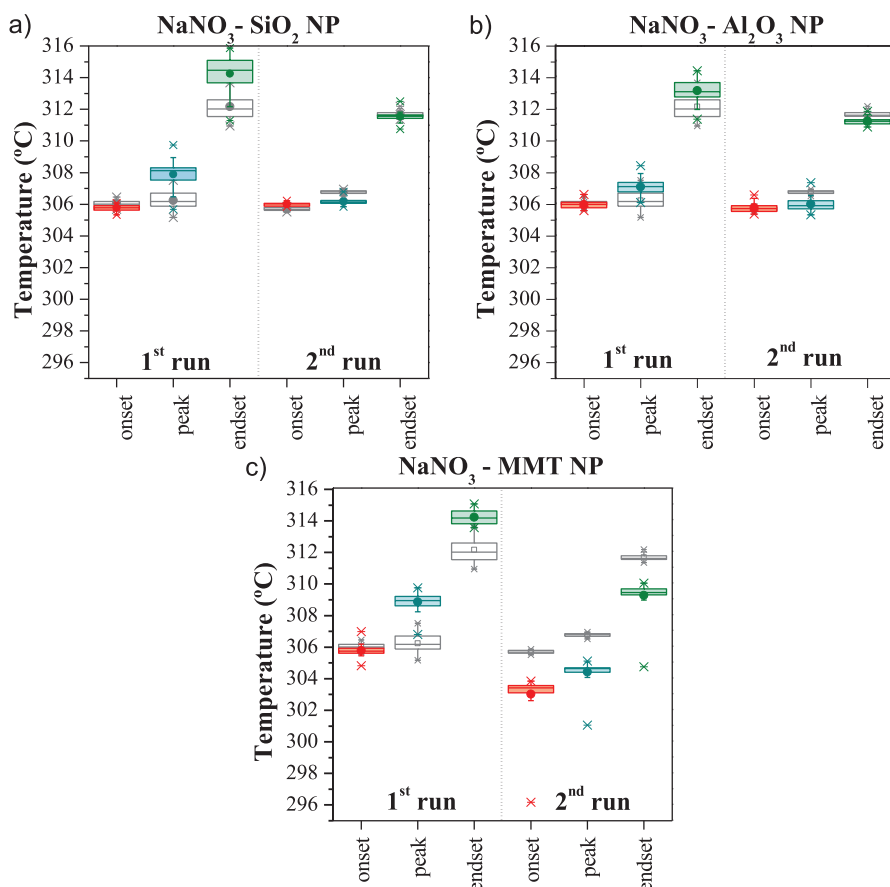 a)
NaNO₃- SiO₂ NP
Temperature (ºC)
316
314
312
310
308
306
304
302
300
298
296
1ˢᵗ run
2ⁿᵈ run
onset
peak
endset
onset
peak
endset
b)
NaNO₃- Al₂O₃ NP
Temperature (ºC)
316
314
312
310
308
306
304
302
300
298
296
1ˢᵗ run
2ⁿᵈ run
onset
peak
endset
onset
peak
endset
c)
NaNO₃ - MMT NP
Temperature (ºC)
316
314
312
310
308
306
304
302
300
298
296
1ˢᵗ run
2ⁿᵈ run
onset
peak
endset
onset
peak
endset